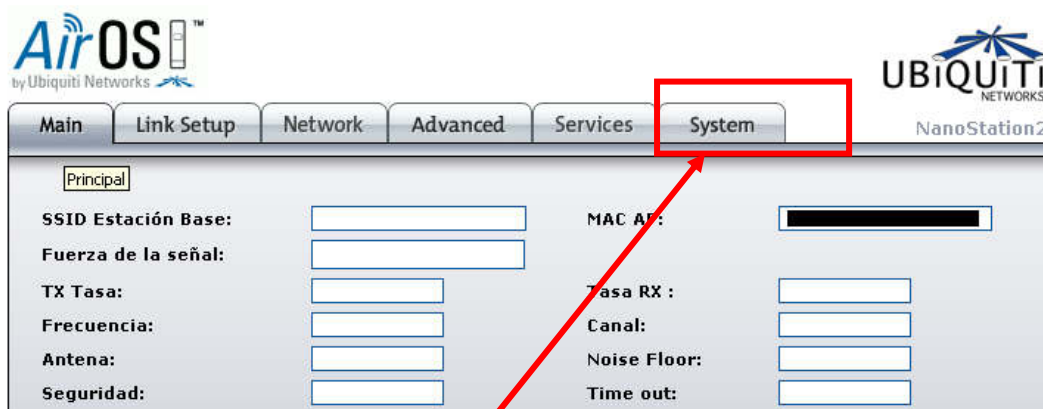 AirOS™
by Ubiquiti Networks
UBiQUiTi
NETWORKS
Main Link Setup Network Advanced Services System
NanoStation2
Principal
SSID Estación Base: MAC AP:
Fuerza de la señal:
TX Tasa: Tasa RX :
Frecuencia: Canal:
Antena: Noise Floor:
Seguridad: Time out: